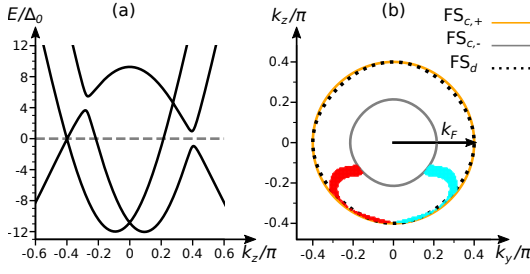 (a)
E/Δ₀
12
8
4
0
-4
-8
-12
-0.6 -0.4 -0.2 0 0.2 0.4 0.6
k_z/π
(b)
k_z/π
0.4
0.2
0
-0.2
-0.4
-0.4 -0.2 0 0.2 0.4
k_y/π
k_F
FS_{c,+}
FS_{c,-}
FS_d